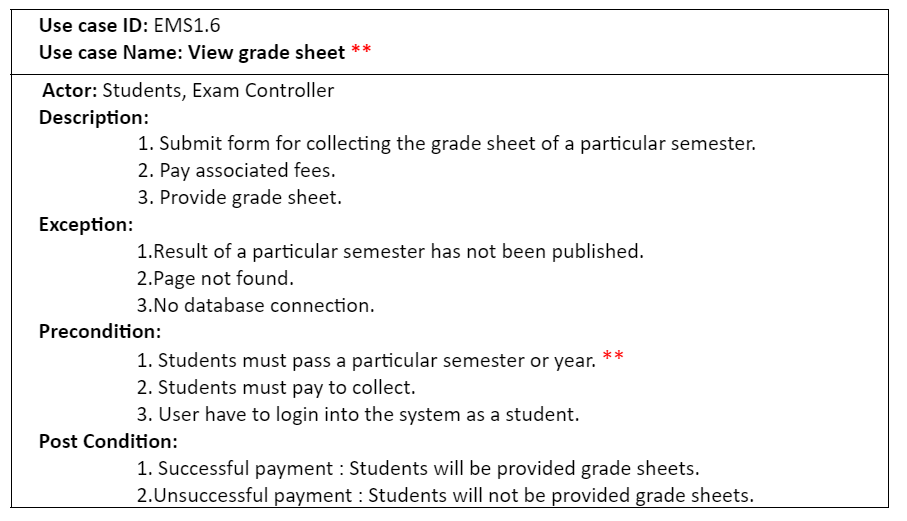 Use case ID: EMS1.6
Use case Name: View grade sheet **
Actor: Students, Exam Controller
Description:
1. Submit form for collecting the grade sheet of a particular semester.
2. Pay associated fees.
3. Provide grade sheet.
Exception:
1.Result of a particular semester has not been published.
2.Page not found.
3.No database connection.
Precondition:
1. Students must pass a particular semester or year. **
2. Students must pay to collect.
3. User have to login into the system as a student.
Post Condition:
1. Successful payment : Students will be provided grade sheets.
2.Unsuccessful payment : Students will not be provided grade sheets.